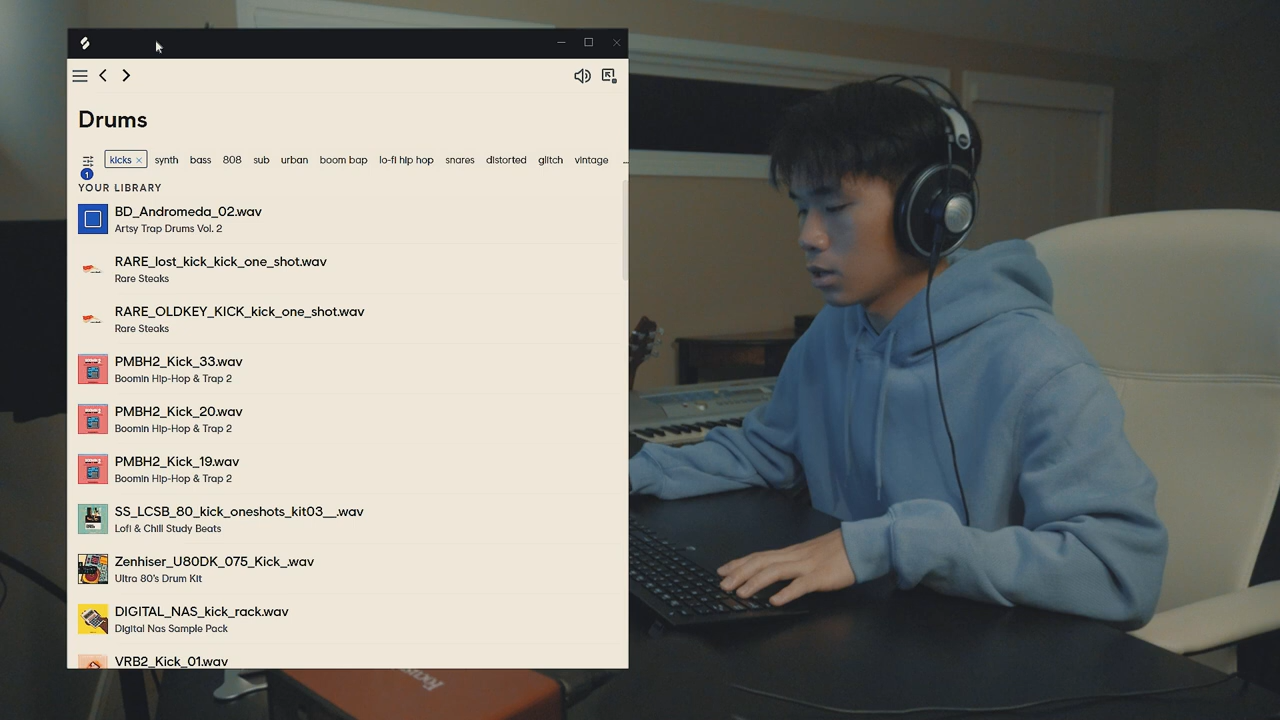 Drums
kicks × synth bass 808 sub urban boom bap lo-fi hip hop snares distorted glitch vintage ...
1
YOUR LIBRARY
BD_Andromeda_02.wav
Artsy Trap Drums Vol. 2
RARE_lost_kick_kick_one_shot.wav
Rare Steaks
RARE_OLDKEY_KICK_kick_one_shot.wav
Rare Steaks
PMBH2_Kick_33.wav
Boomin Hip-Hop & Trap 2
PMBH2_Kick_20.wav
Boomin Hip-Hop & Trap 2
PMBH2_Kick_19.wav
Boomin Hip-Hop & Trap 2
SS_LCSB_80_kick_oneshots_kit03__.wav
Lofi & Chill Study Beats
Zenhiser_U80DK_075_Kick_.wav
Ultra 80's Drum Kit
DIGITAL_NAS_kick_rack.wav
Digital Nas Sample Pack
VRB2_Kick_01.wav
Focusrite